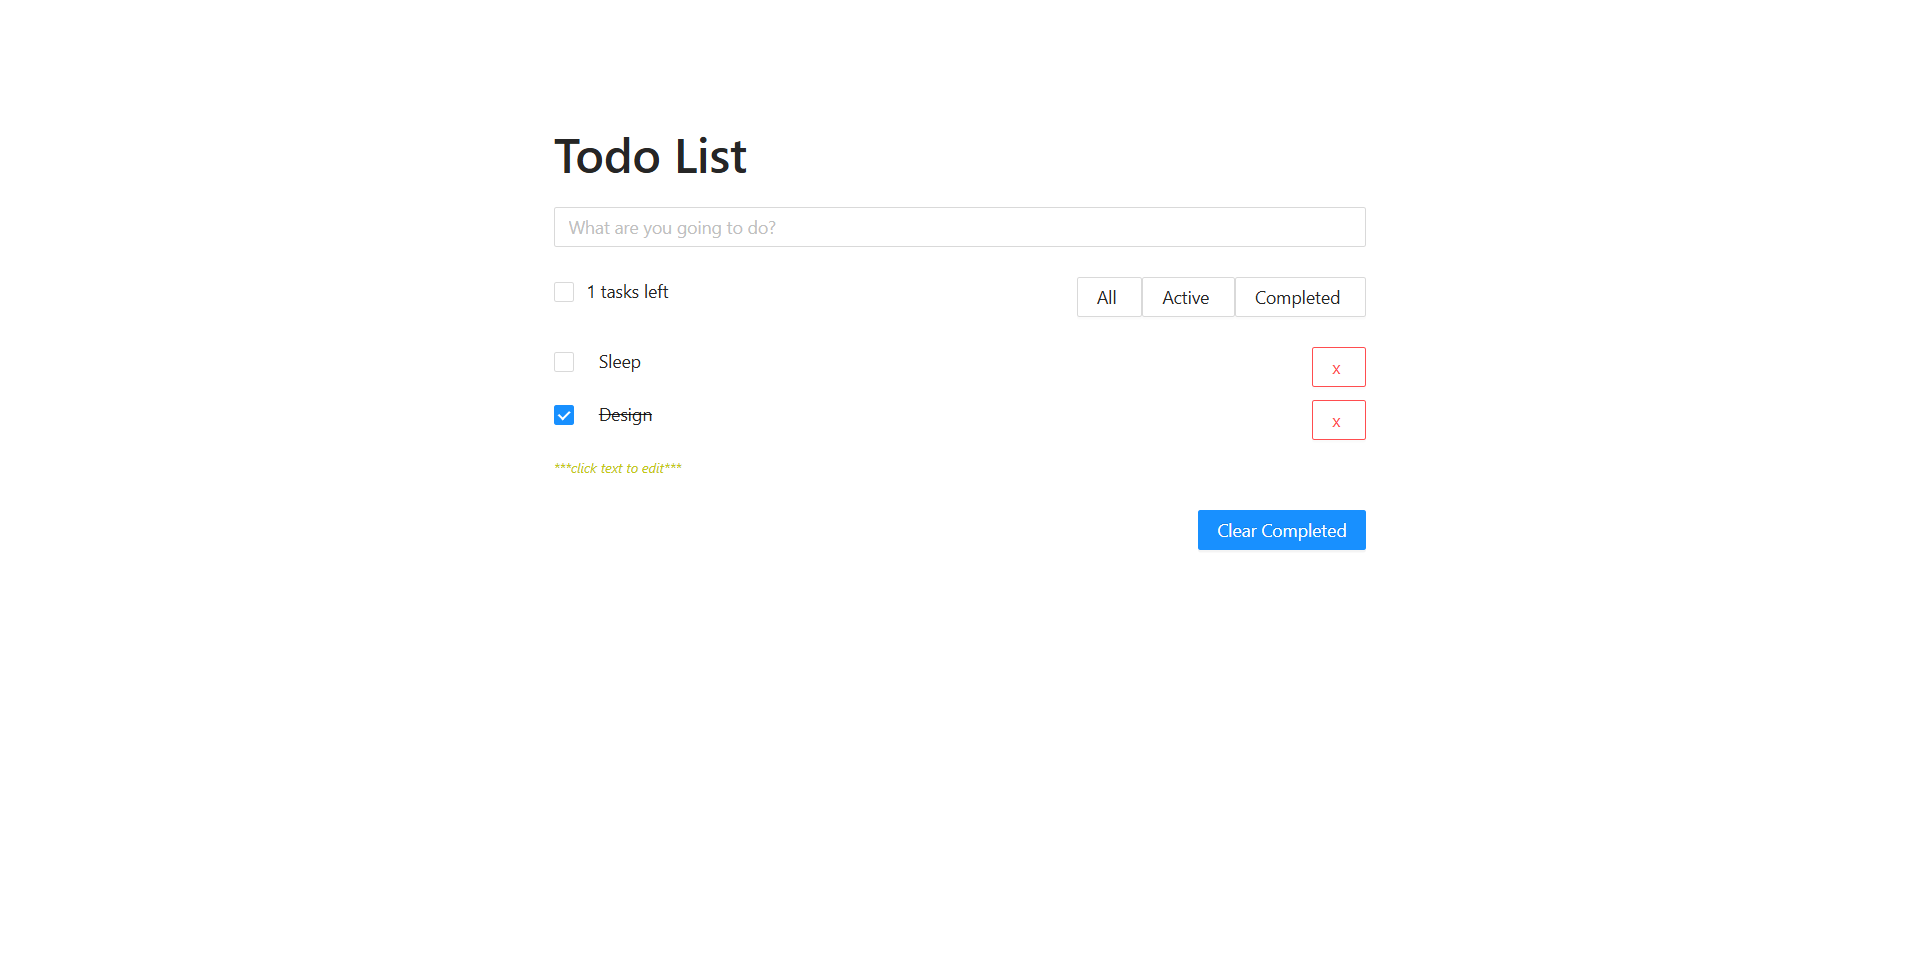 Todo List
What are you going to do?
1 tasks left
All Active Completed
Sleep x
Design x
***click text to edit***
Clear Completed